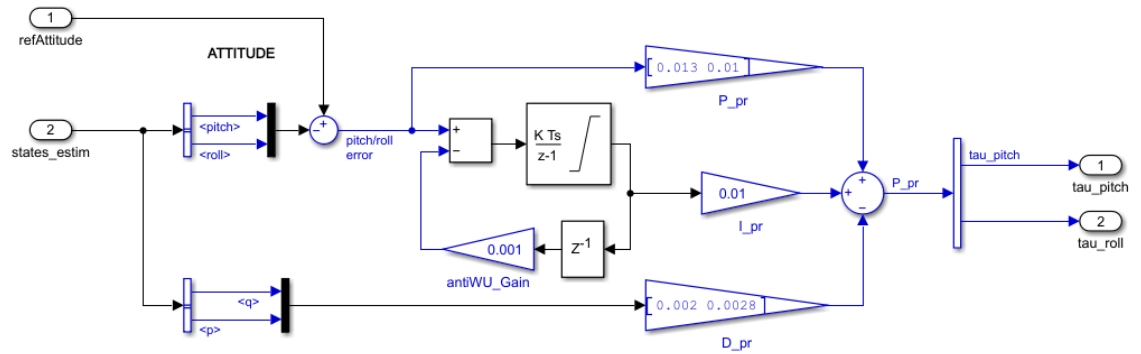 1
refAttitude
ATTITUDE
2
states_estim
<pitch>
<roll>
+
−
pitch/roll
error
+
−
K Ts
z-1
[ 0.013 0.01 ]
P_pr
0.01
I_pr
0.001
antiWU_Gain
Z-1
<q>
<p>
[ 0.002 0.0028 ]
D_pr
+
+
−
P_pr
tau_pitch
1
tau_pitch
2
tau_roll